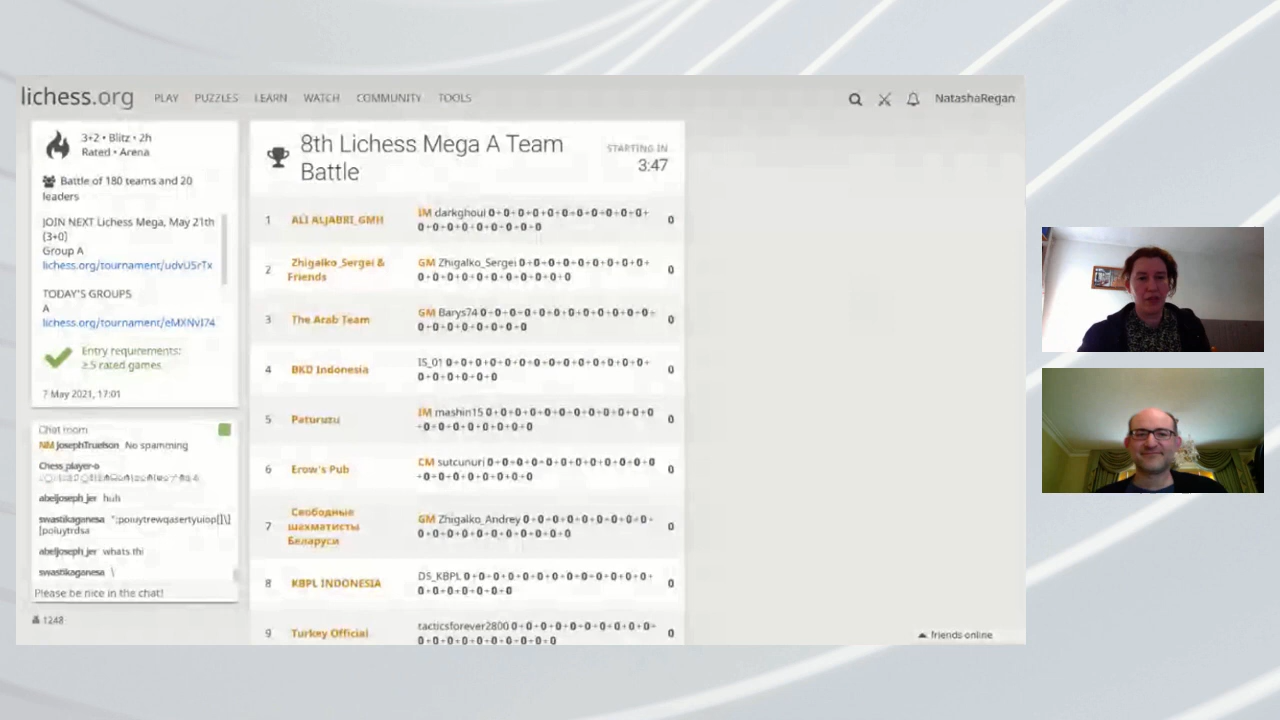 lichess.org PLAY PUZZLES LEARN WATCH COMMUNITY TOOLS NatashaRegan
3+2 • Blitz • 2h
Rated • Arena
Battle of 180 teams and 20
leaders
JOIN NEXT Lichess Mega, May 21th
(3+0)
Group A
lichess.org/tournament/udvU5rTx
TODAY'S GROUPS
A
lichess.org/tournament/eMXNVI74
Entry requirements:
≥5 rated games
7 May 2021, 17:01
Chat room
NM JosephTruelson No spamming
Chess_player-o
abeljoseph_jer huh
swastikaganesa ";poiuytrewqasertyuiop[]\]
[poiuytrdsa
abeljoseph_jer whats thi
swastikaganesa \
Please be nice in the chat!
1248
8th Lichess Mega A Team
Battle
STARTING IN
3:47
1 ALI ALJABRI_GMH IM darkghoul 0+0+0+0+0+0+0+0+0+0+0+
0+0+0+0+0+0+0+0+0 0
2 Zhigalko_Sergei &
Friends GM Zhigalko_Sergei 0+0+0+0+0+0+0+0+0+
0+0+0+0+0+0+0+0+0+0+0 0
3 The Arab Team GM Barys74 0+0+0+0+0+0+0+0+0+0+0+0+
0+0+0+0+0+0+0+0 0
4 BKD Indonesia IS_01 0+0+0+0+0+0+0+0+0+0+0+0+0+0+
0+0+0+0+0+0 0
5 Paturuzu IM mashin15 0+0+0+0+0+0+0+0+0+0+0+0
+0+0+0+0+0+0+0+0 0
6 Erow's Pub CM sutcunuri 0+0+0+0+0+0+0+0+0+0+0+0
+0+0+0+0+0+0+0+0 0
7 Свободные
шахматисты
Беларуси GM Zhigalko_Andrey 0+0+0+0+0+0+0+0+0+
0+0+0+0+0+0+0+0+0+0+0 0
8 KBPL INDONESIA DS_KBPL 0+0+0+0+0+0+0+0+0+0+0+0+0+
0+0+0+0+0+0+0 0
9 Turkey Official tacticsforever2800 0+0+0+0+0+0+0+0+0+0+
0+0+0+0+0+0+0+0+0+0 0
friends online